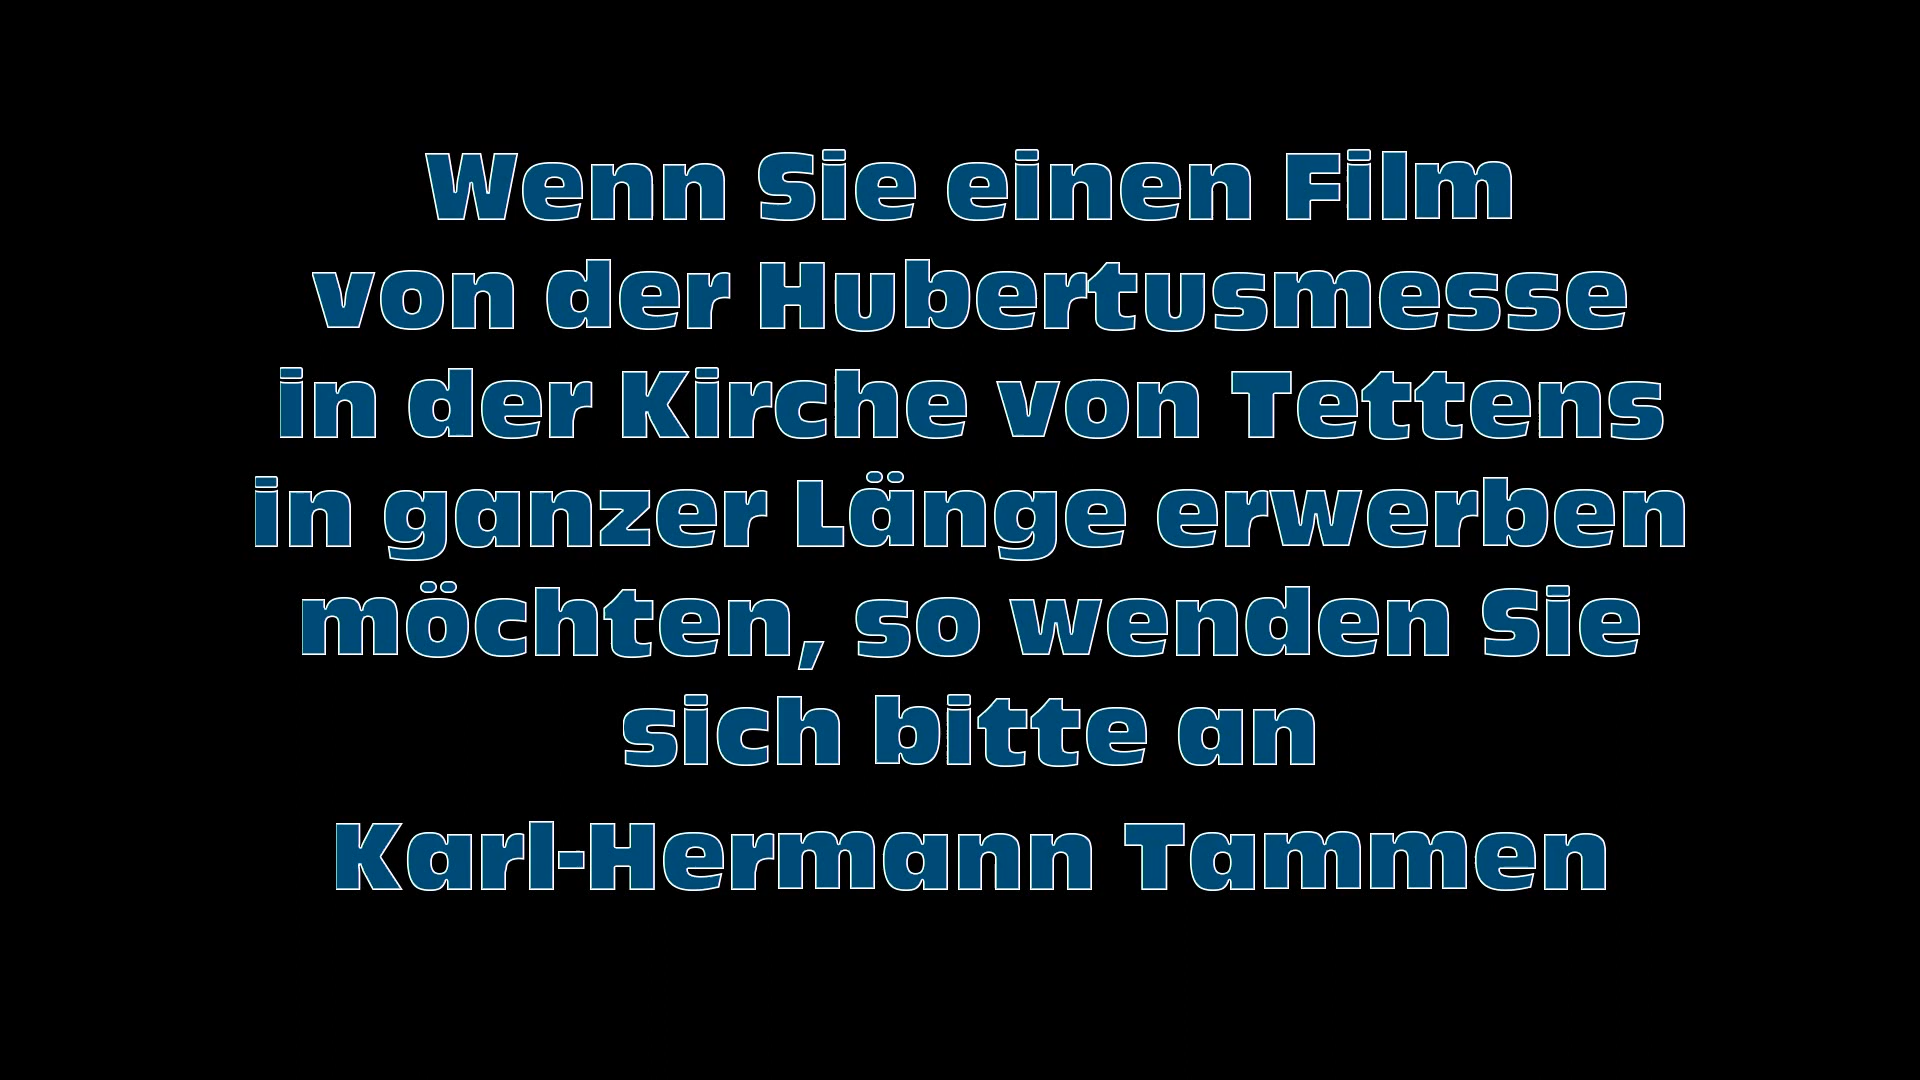 Wenn Sie einen Film
von der Hubertusmesse
in der Kirche von Tettens
in ganzer Länge erwerben
möchten, so wenden Sie
sich bitte an
Karl-Hermann Tammen